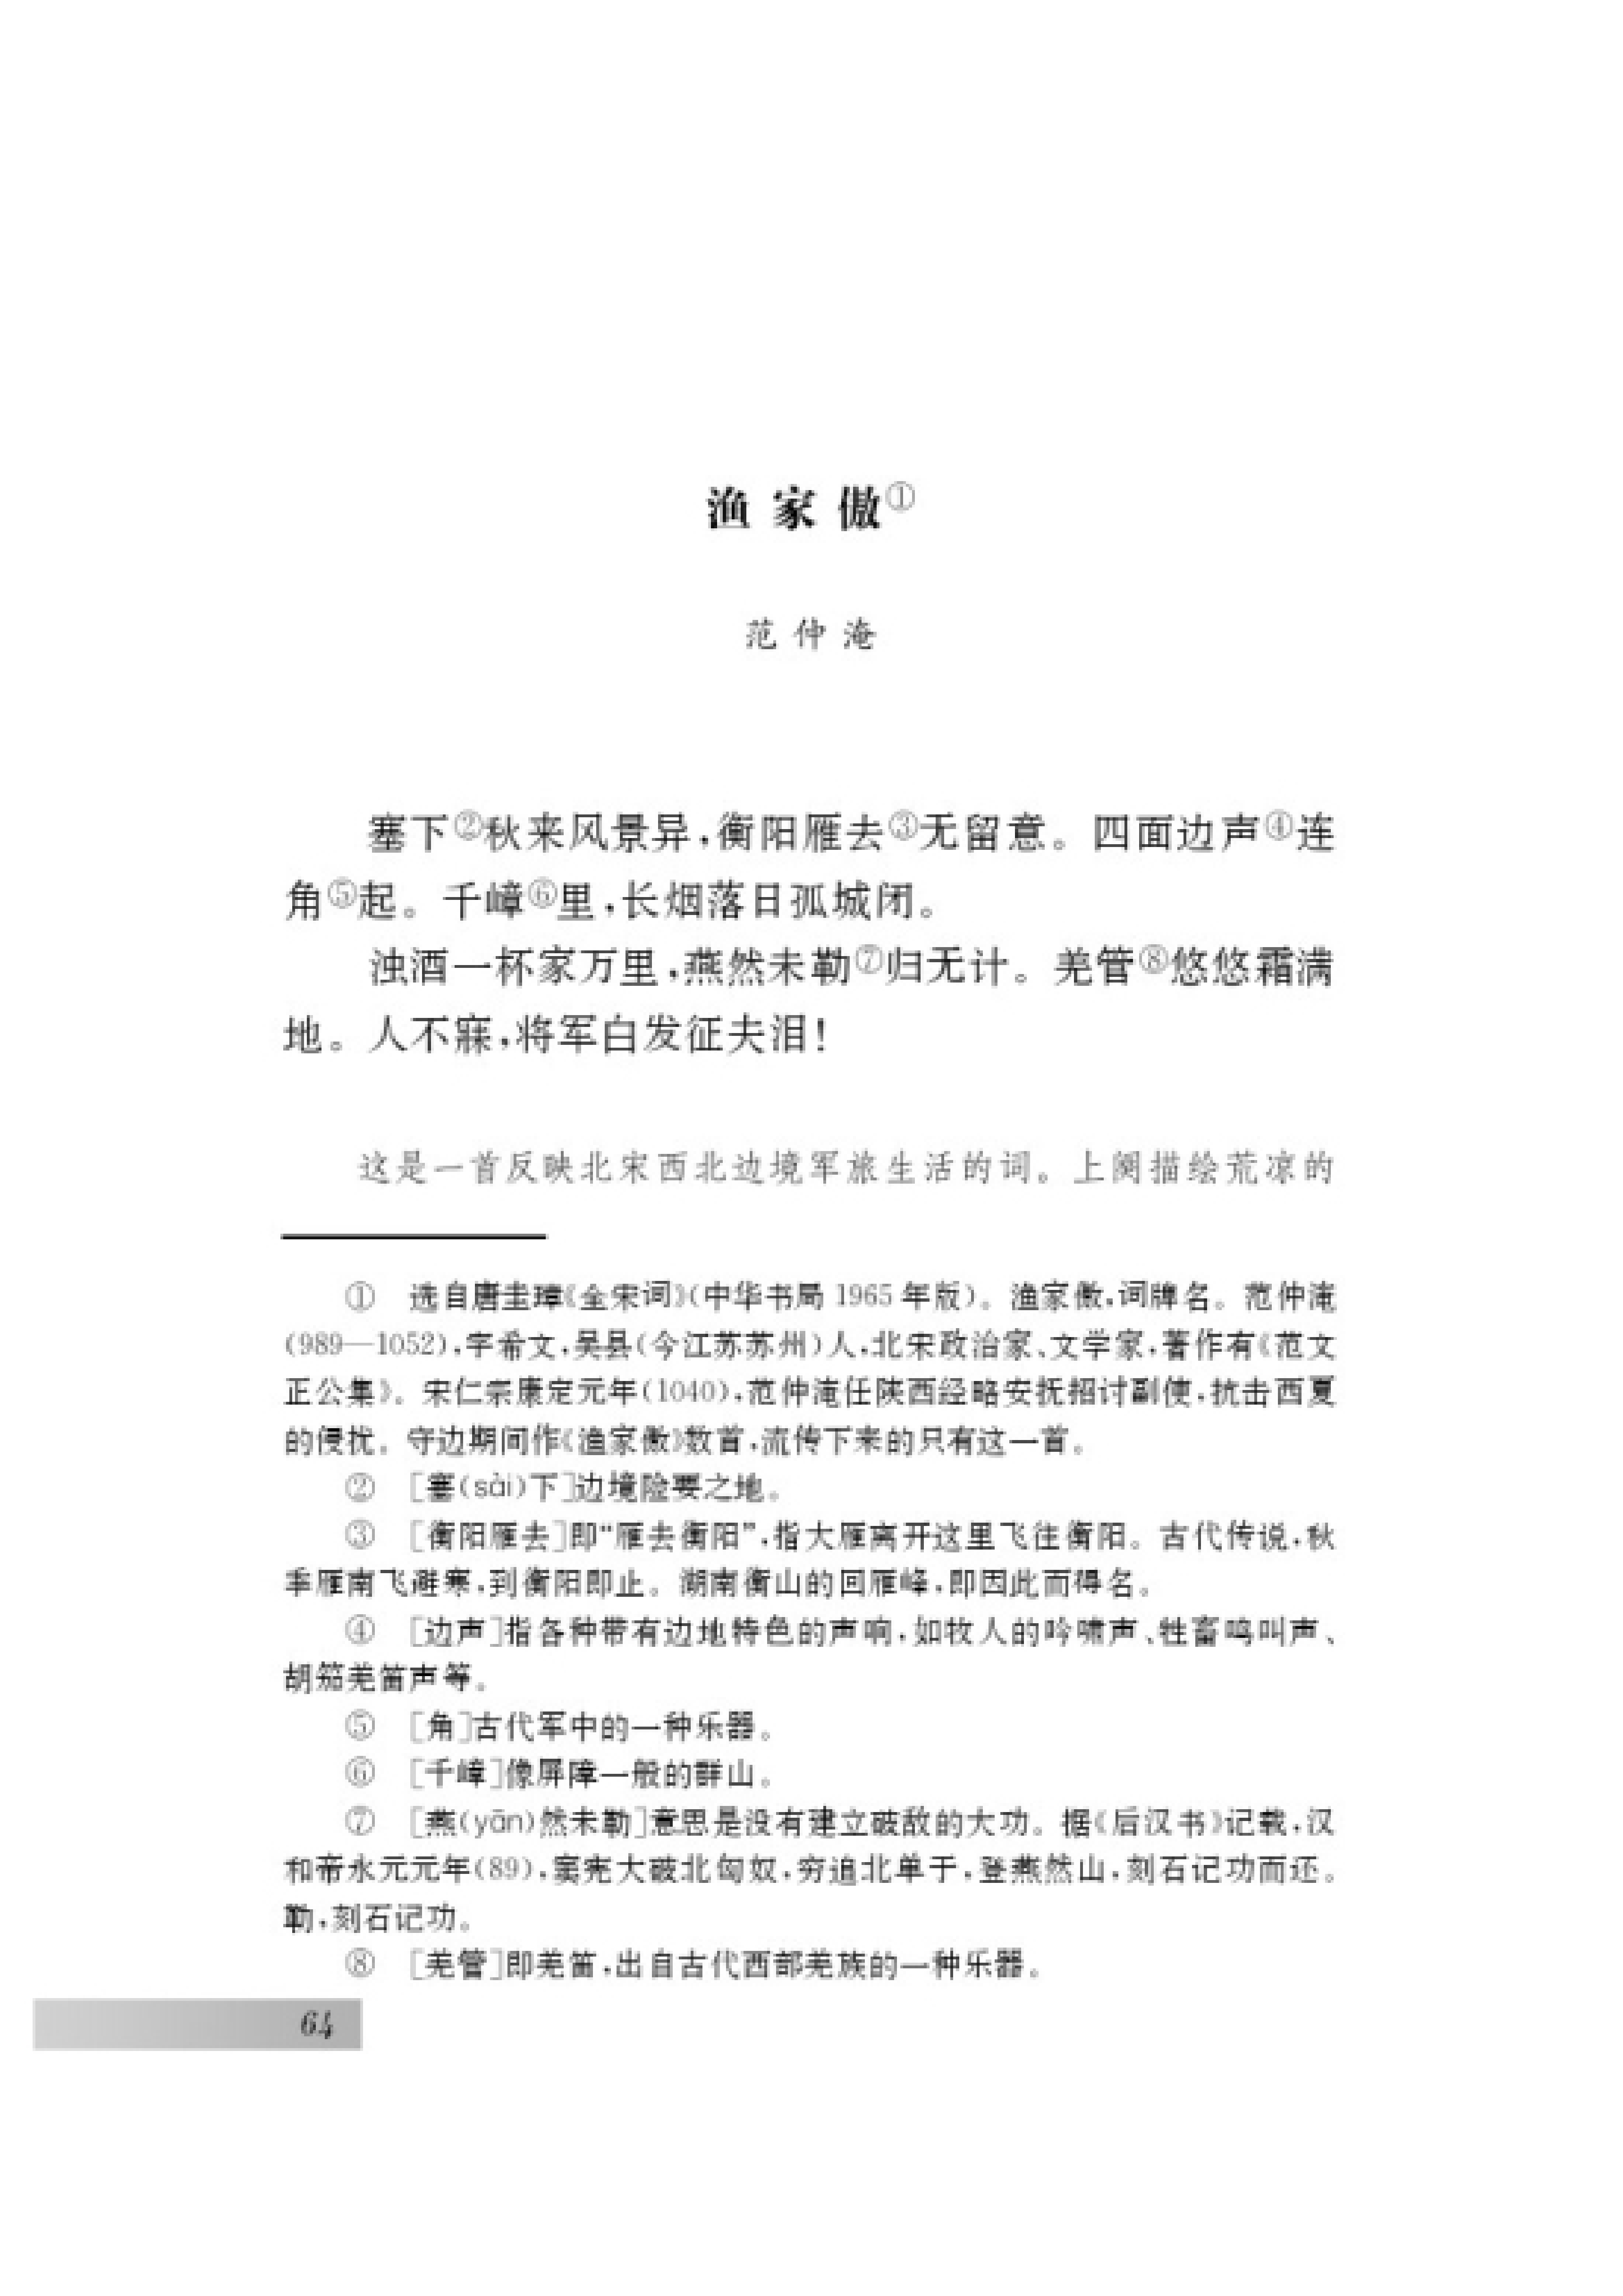 渔家傲①
范仲淹
塞下②秋来风景异，衡阳雁去③无留意。四面边声④连
角⑤起。千嶂⑥里，长烟落日孤城闭。
浊酒一杯家万里，燕然未勒⑦归无计。羌管⑧悠悠霜满
地。人不寐，将军白发征夫泪！
这是一首反映北宋西北边境军旅生活的词。上阕描绘荒凉的
① 选自唐圭璋《全宋词》（中华书局 1965 年版）。渔家傲，词牌名。范仲淹
（989—1052），字希文，吴县（今江苏苏州）人，北宋政治家、文学家，著作有《范文
正公集》。宋仁宗康定元年（1040），范仲淹任陕西经略安抚招讨副使，抗击西夏
的侵扰。守边期间作《渔家傲》数首，流传下来的只有这一首。
② ［塞（sài）下］边境险要之地。
③ ［衡阳雁去］即“雁去衡阳”，指大雁离开这里飞往衡阳。古代传说，秋
季雁南飞避寒，到衡阳即止。湖南衡山的回雁峰，即因此而得名。
④ ［边声］指各种带有边地特色的声响，如牧人的吟啸声、牲畜鸣叫声、
胡笳羌笛声等。
⑤ ［角］古代军中的一种乐器。
⑥ ［千嶂］像屏障一般的群山。
⑦ ［燕（yān）然未勒］意思是没有建立破敌的大功。据《后汉书》记载，汉
和帝永元元年（89），窦宪大破北匈奴，穷追北单于，登燕然山，刻石记功而还。
勒，刻石记功。
⑧ ［羌管］即羌笛，出自古代西部羌族的一种乐器。
64